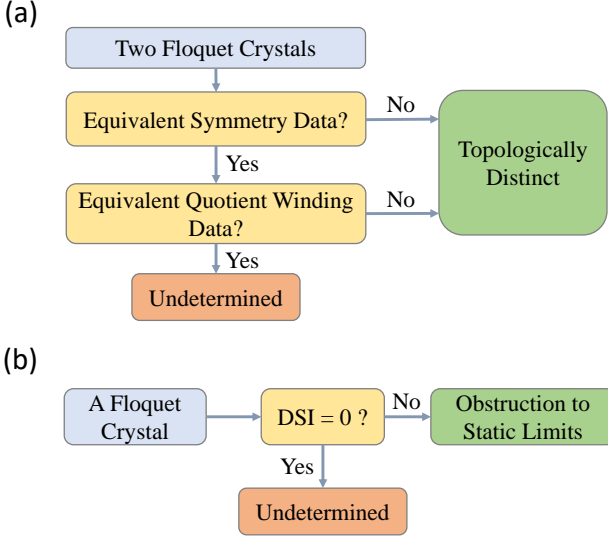 (a)
Two Floquet Crystals
Equivalent Symmetry Data?
No
Topologically
Distinct
Yes
Equivalent Quotient Winding
Data?
No
Yes
Undetermined
(b)
A Floquet
Crystal
DSI = 0 ?
No
Obstruction to
Static Limits
Yes
Undetermined